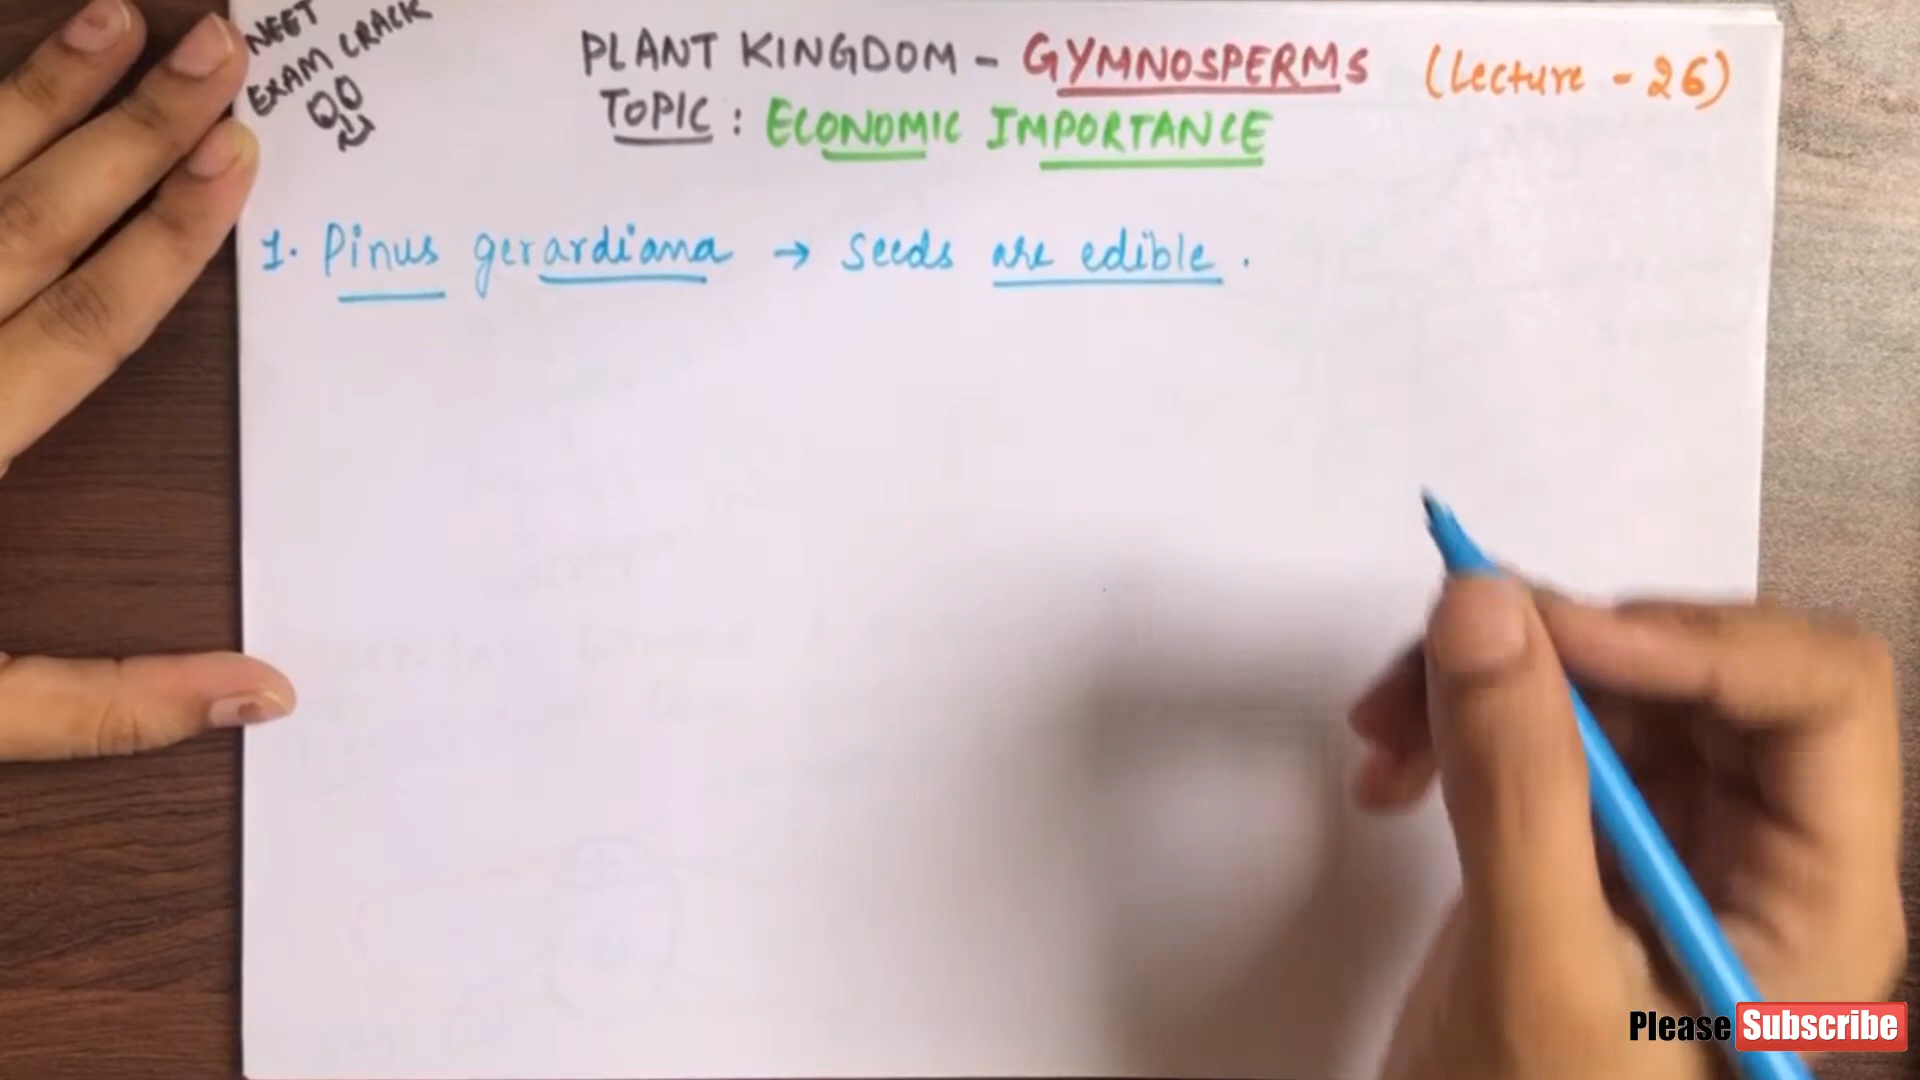 NEET
EXAM CRACK
PLANT KINGDOM - GYMNOSPERMS (Lecture - 26)
TOPIC : ECONOMIC IMPORTANCE
1. Pinus gerardiana → seeds are edible.
Please Subscribe